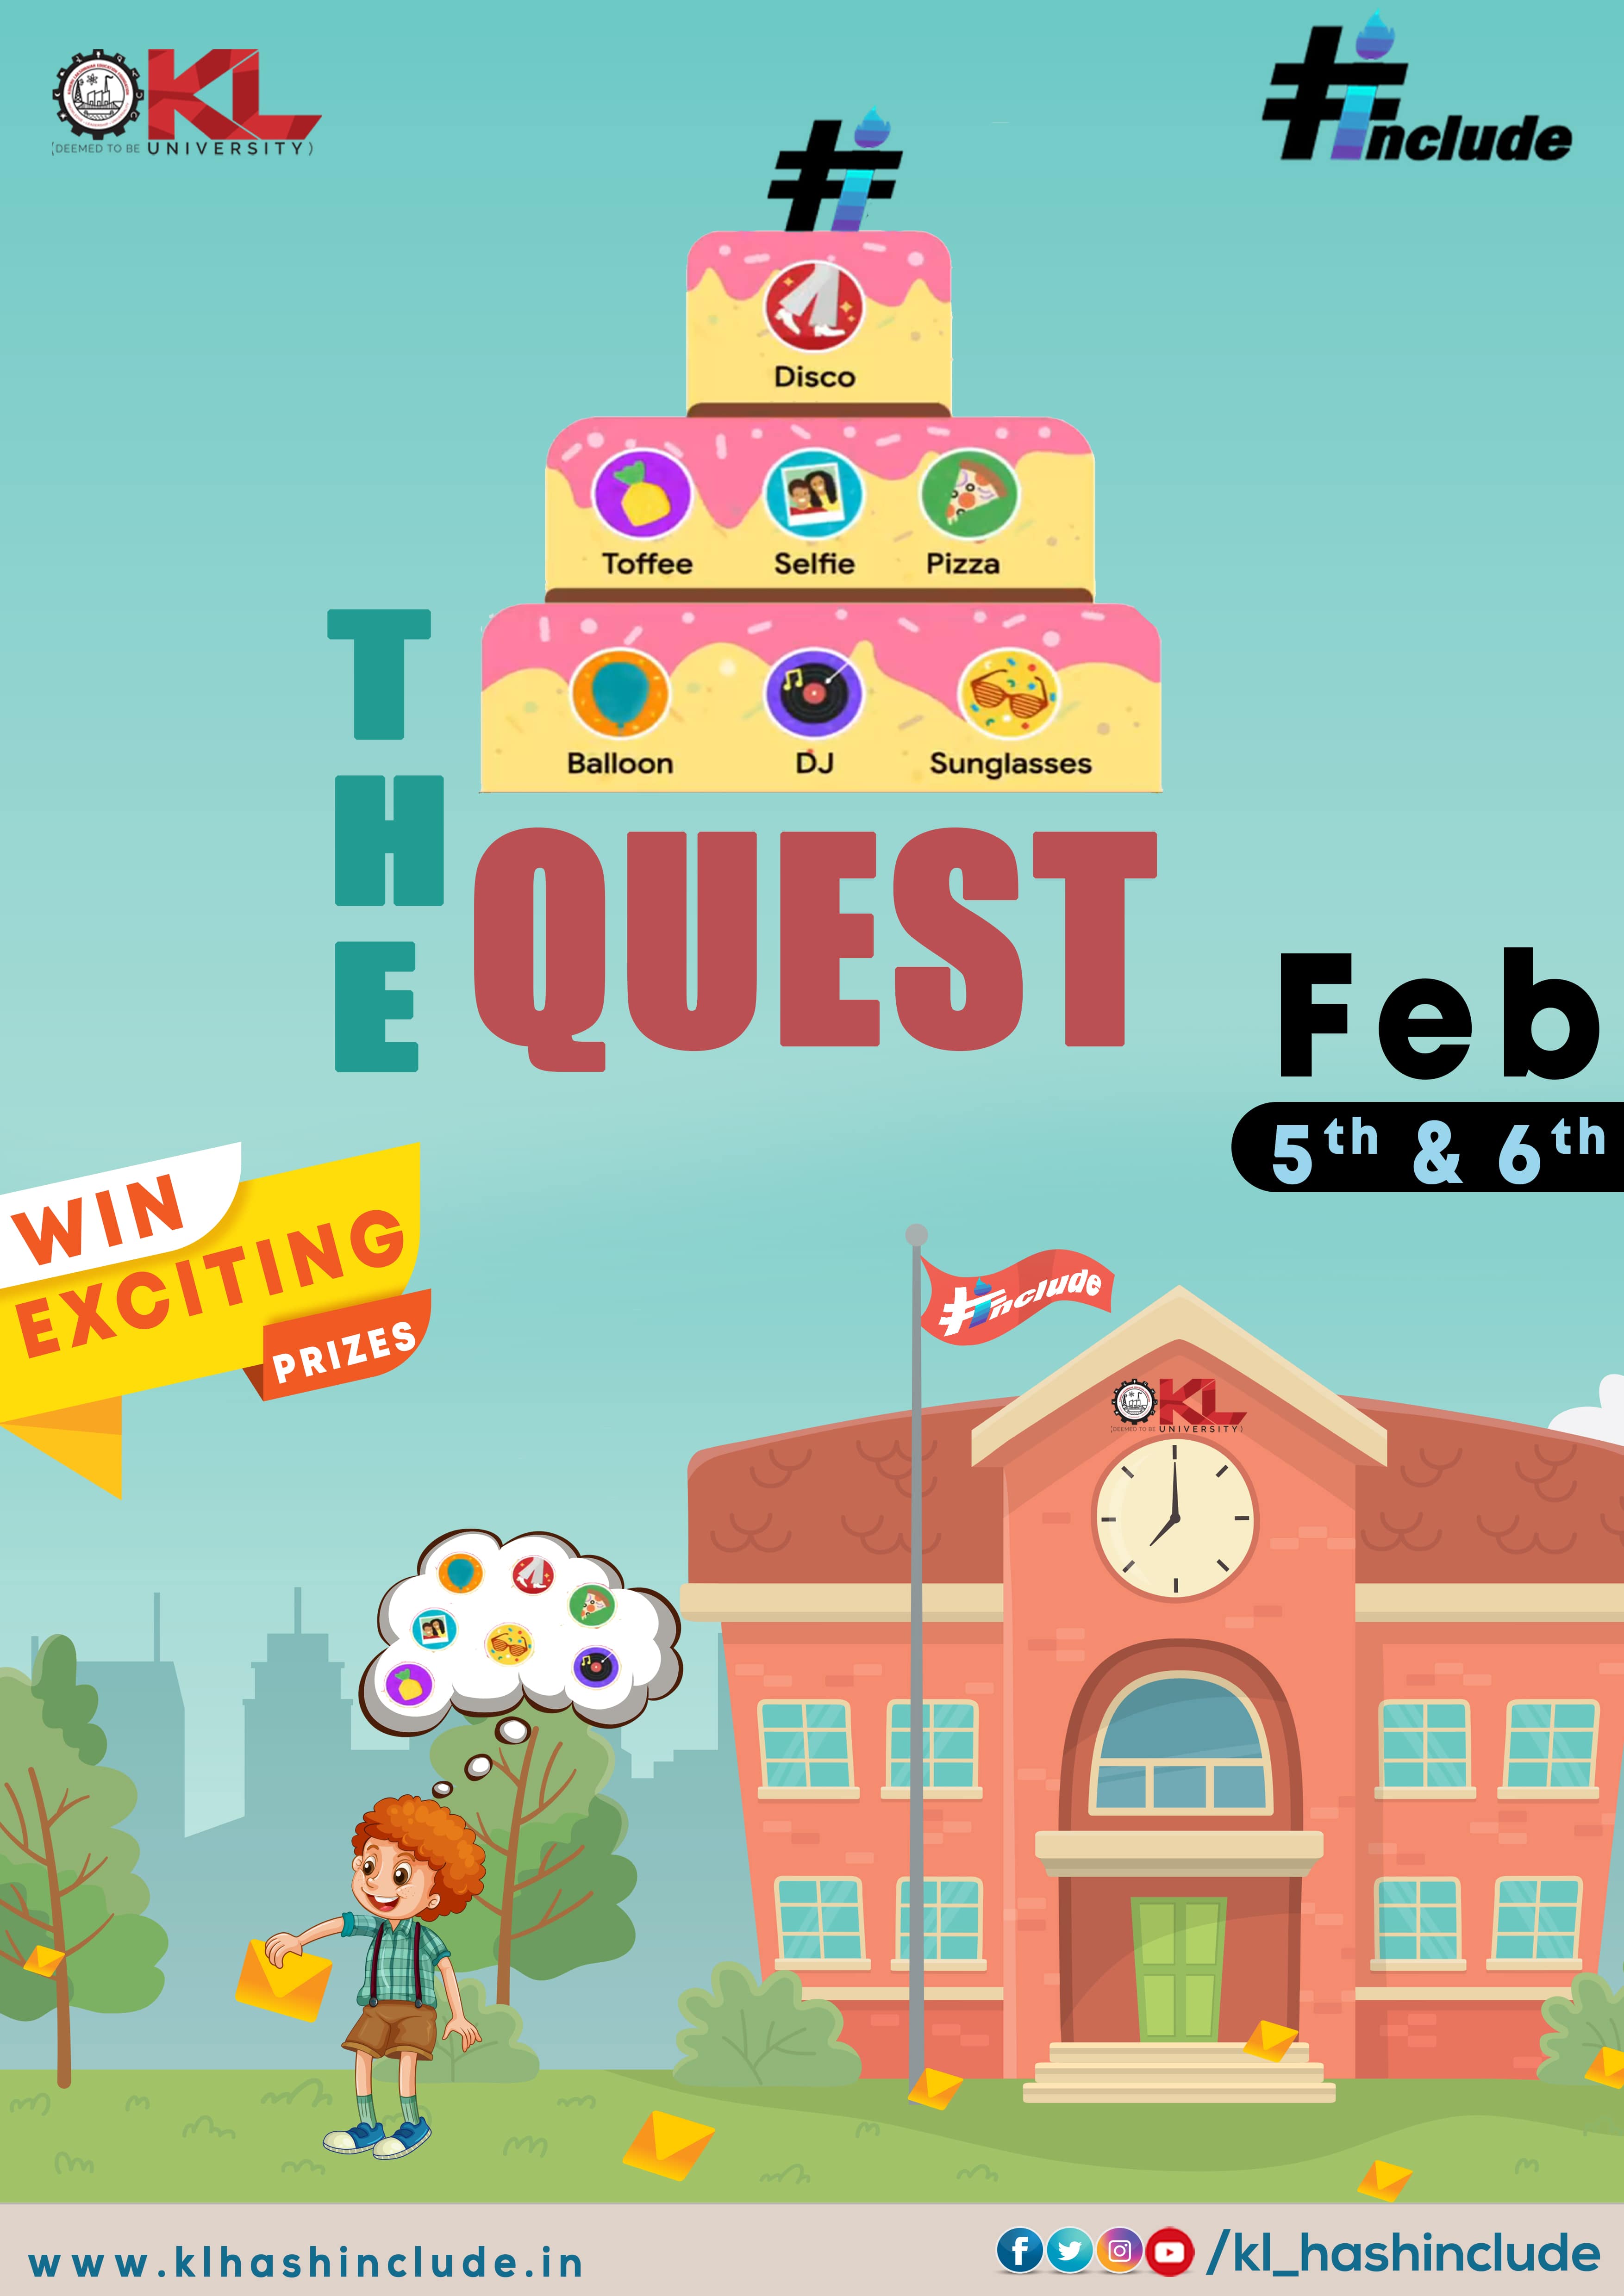 KL
(DEEMED TO BE UNIVERSITY)
#include
#i
Disco
Toffee Selfie Pizza
Balloon DJ Sunglasses
THE
QUEST
Feb
5th & 6th
WIN
EXCITING
PRIZES
#include
KL
(DEEMED TO BE UNIVERSITY)
www.klhashinclude.in
/kl_hashinclude